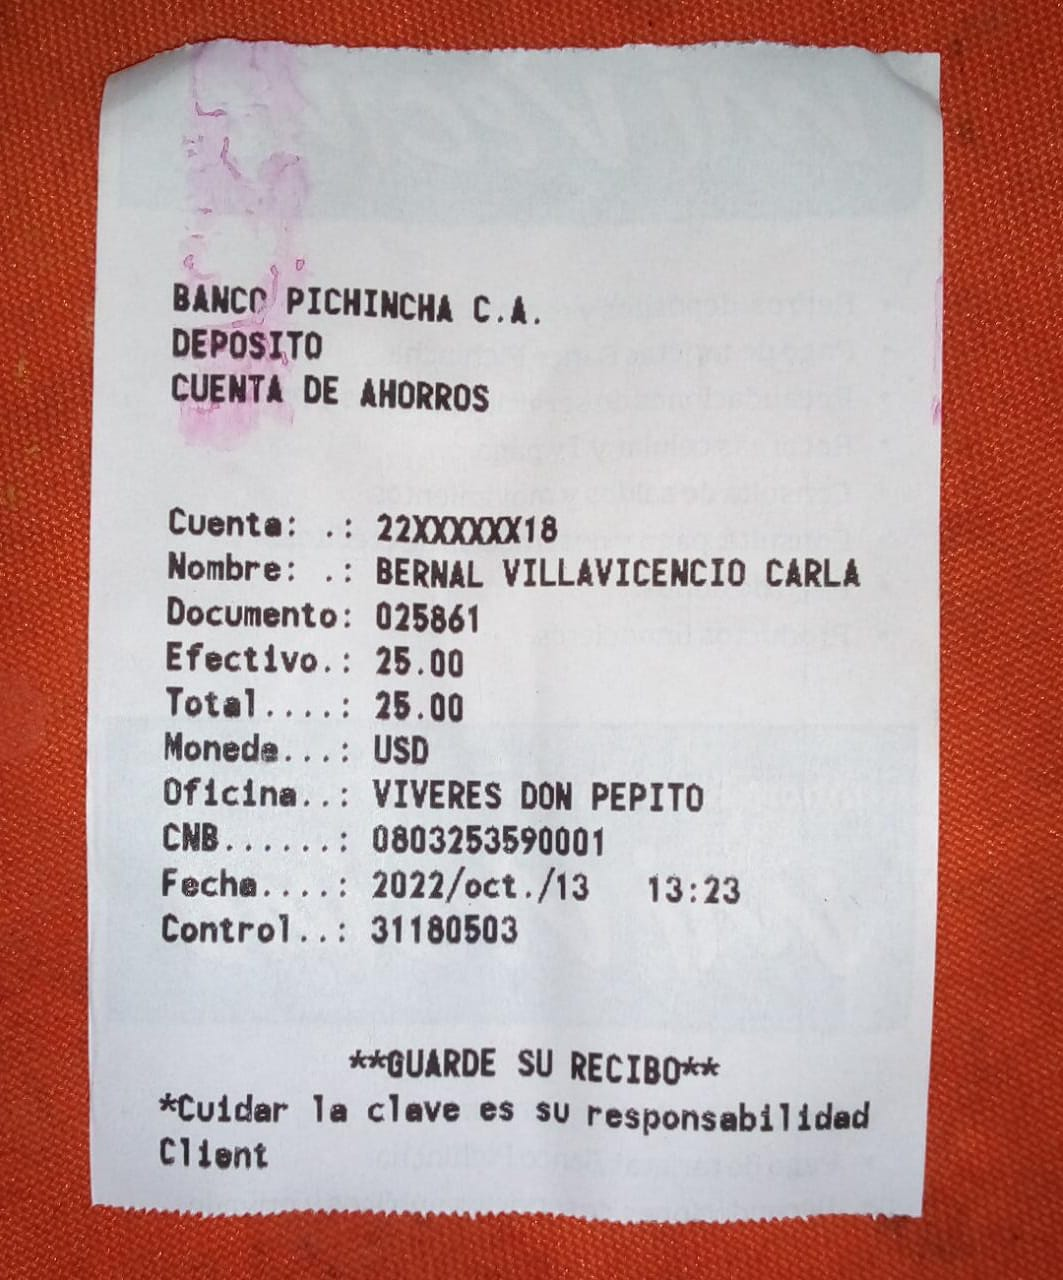 BANCO PICHINCHA C.A.
DEPOSITO
CUENTA DE AHORROS
Cuenta: .: 22XXXXXX18
Nombre: .: BERNAL VILLAVICENCIO CARLA
Documento: 025861
Efectivo.: 25.00
Total....: 25.00
Moneda...: USD
Oficina..: VIVERES DON PEPITO
CNB......: 0803253590001
Fecha....: 2022/oct./13 13:23
Control..: 31180503
**GUARDE SU RECIBO**
*Cuidar la clave es su responsabilidad
Client